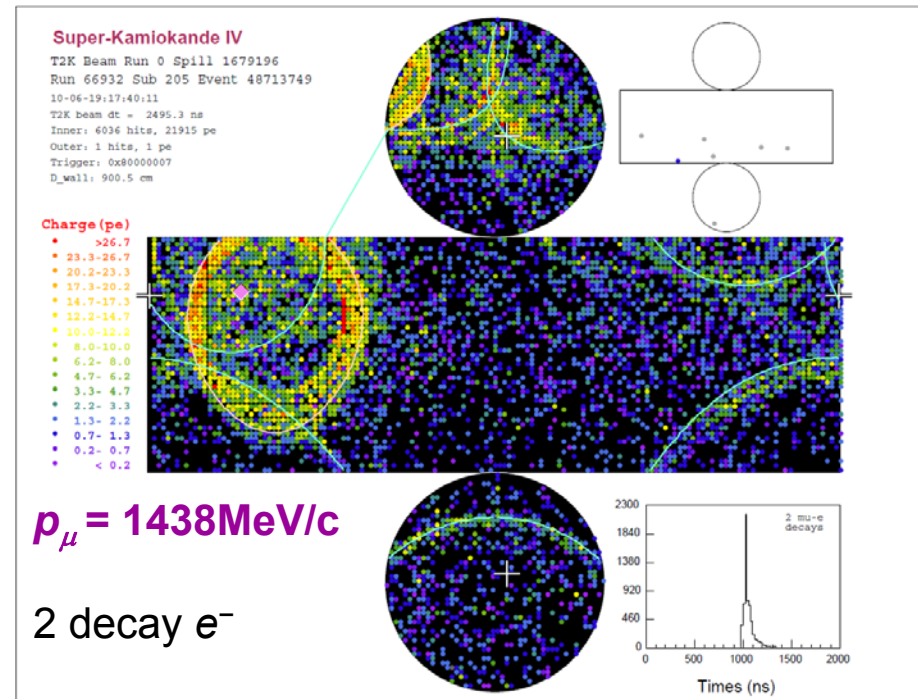 Super-Kamiokande IV
T2K Beam Run 0 Spill 1679196
Run 66932 Sub 205 Event 48713749
10-06-19:17:40:11
T2K beam dt = 2495.3 ns
Inner: 6036 hits, 21915 pe
Outer: 1 hits, 1 pe
Trigger: 0x80000007
D_wall: 900.5 cm
Charge(pe)
>26.7
23.3-26.7
20.2-23.3
17.3-20.2
14.7-17.3
12.2-14.7
10.0-12.2
8.0-10.0
6.2- 8.0
4.7- 6.2
3.3- 4.7
2.2- 3.3
1.3- 2.2
0.7- 1.3
0.2- 0.7
< 0.2
pμ = 1438MeV/c
2 decay e−
2 mu-e
decays
2300
1840
1380
920
460
0
0 500 1000 1500 2000
Times (ns)